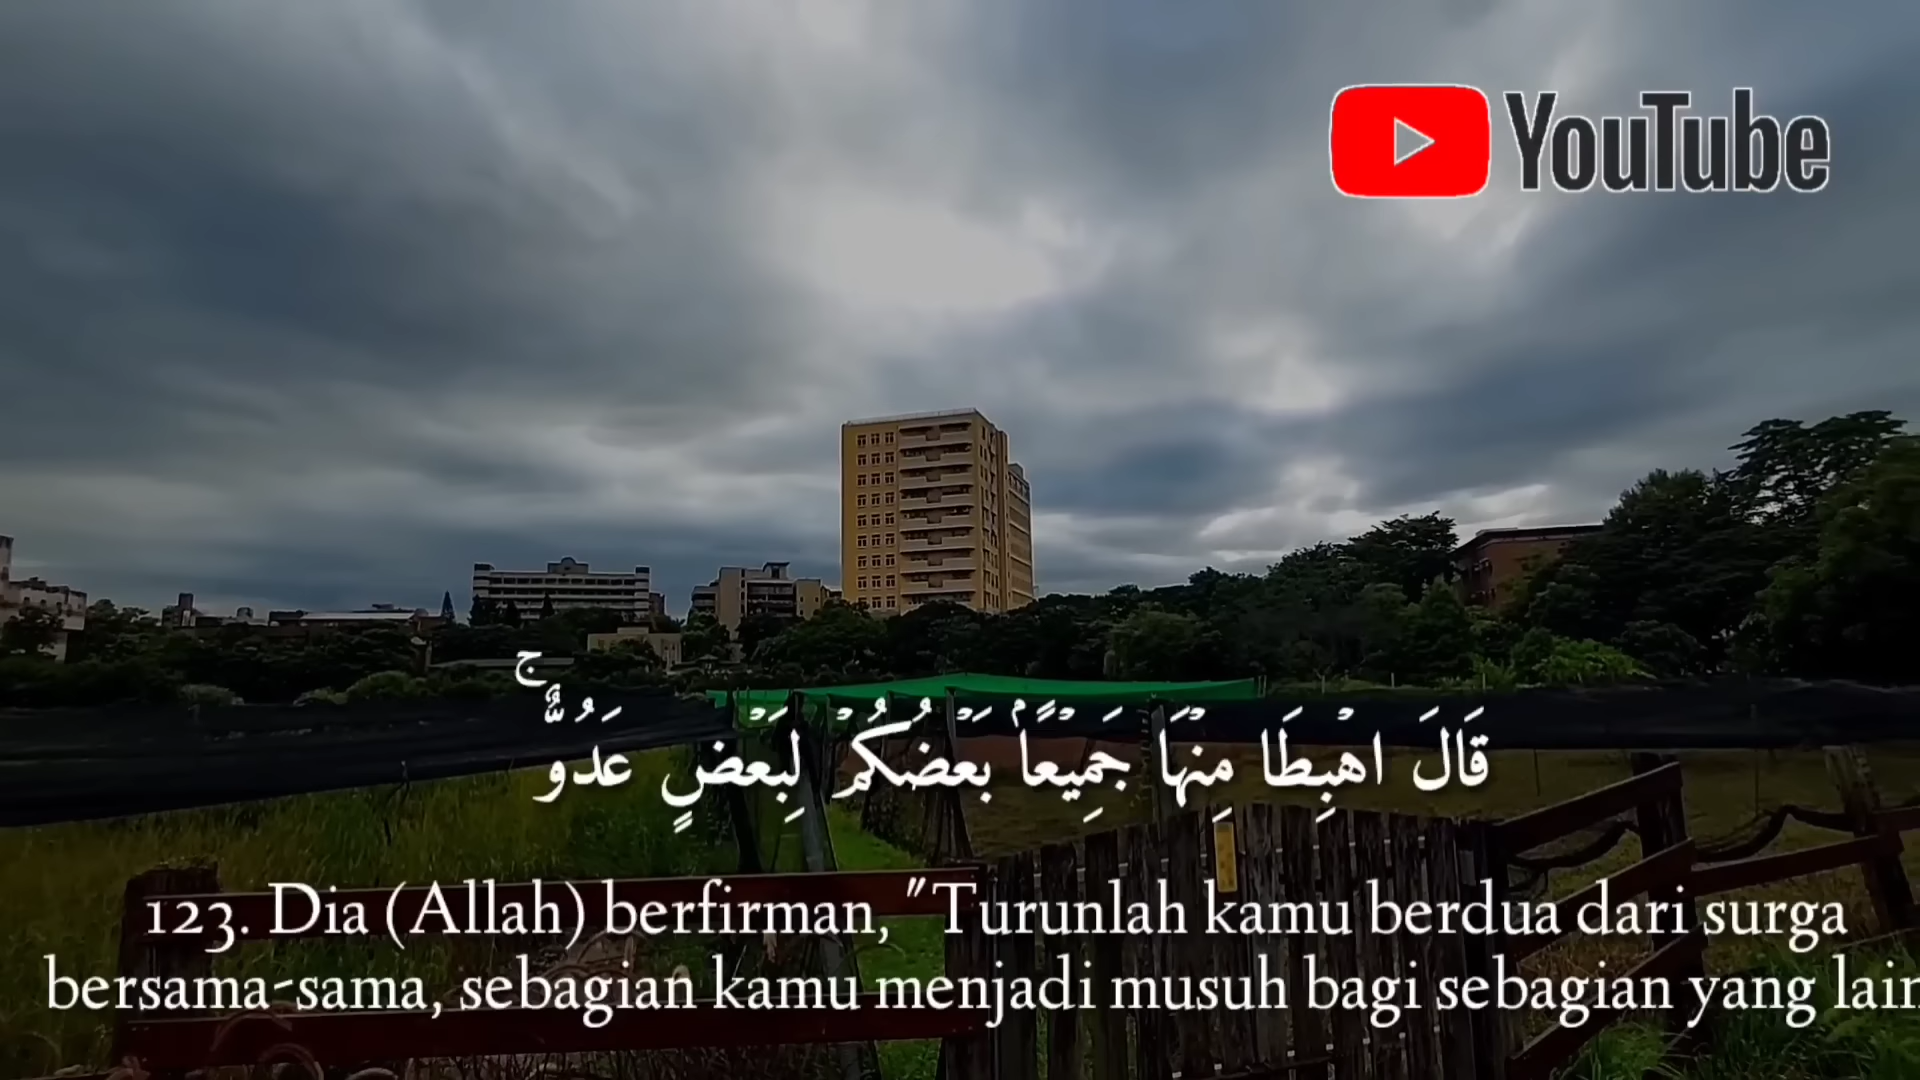 YouTube
قَالَ اهْبِطَا مِنْهَا جَمِيْعًاۢ بَعْضُكُمْ لِبَعْضٍ عَدُوٌّ ۚ
123. Dia (Allah) berfirman, "Turunlah kamu berdua dari surga
bersama-sama, sebagian kamu menjadi musuh bagi sebagian yang lain